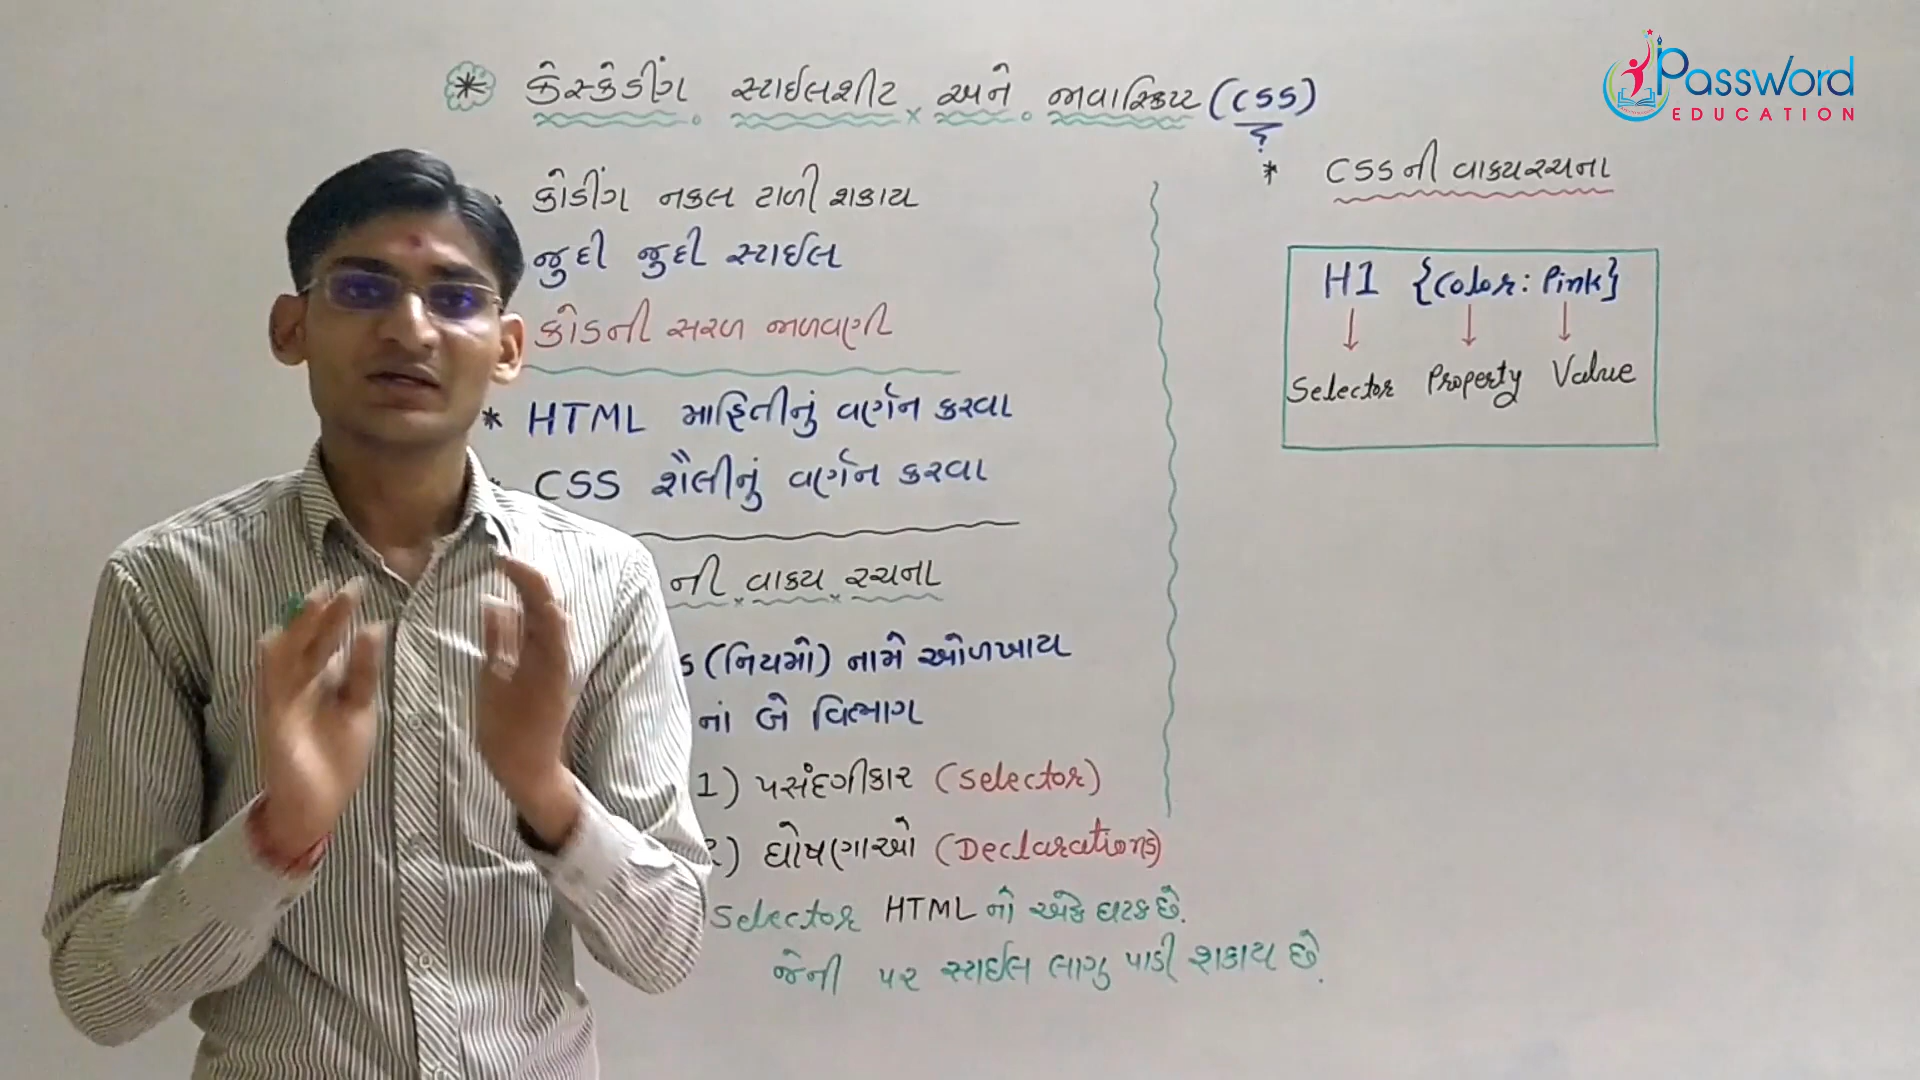 * કેસ્કેડીંગ સ્ટાઈલશીટ અને જાવાસ્ક્રિપ્ટ (CSS)
કોડીંગ નકલ ટાળી શકાય
જુદી જુદી સ્ટાઈલ
કોડની સરળ જાળવણી
* HTML માહિતીનું વર્ણન કરવા
CSS શૈલીનું વર્ણન કરવા
ની વાક્ય રચના
(નિયમો) નામે ઓળખાય
નાં બે વિભાગ
1) પસંદગીકાર (Selector)
૨) ઘોષણાઓ (Declarations)
Selector HTML નો એક ઘટક છે.
જેની પર સ્ટાઈલ લાગુ પાડી શકાય છે.
* CSSની વાક્યરચના
H1 {Color: Pink}
Selector Property Value
Password
EDUCATION